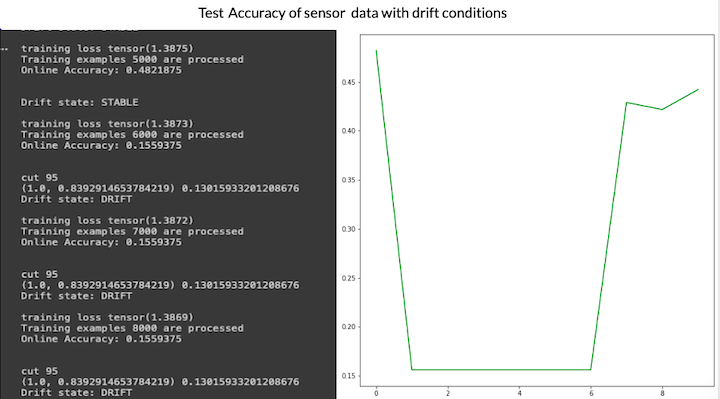 Test Accuracy of sensor data with drift conditions
training loss tensor(1.3875)
Training examples 5000 are processed
Online Accuracy: 0.4821875
Drift state: STABLE
training loss tensor(1.3873)
Training examples 6000 are processed
Online Accuracy: 0.1559375
cut 95
(1.0, 0.8392914653784219) 0.13015933201208676
Drift state: DRIFT
training loss tensor(1.3872)
Training examples 7000 are processed
Online Accuracy: 0.1559375
cut 95
(1.0, 0.8392914653784219) 0.13015933201208676
Drift state: DRIFT
training loss tensor(1.3869)
Training examples 8000 are processed
Online Accuracy: 0.1559375
cut 95
(1.0, 0.8392914653784219) 0.13015933201208676
Drift state: DRIFT
0.45
0.40
0.35
0.30
0.25
0.20
0.15
0 2 4 6 8